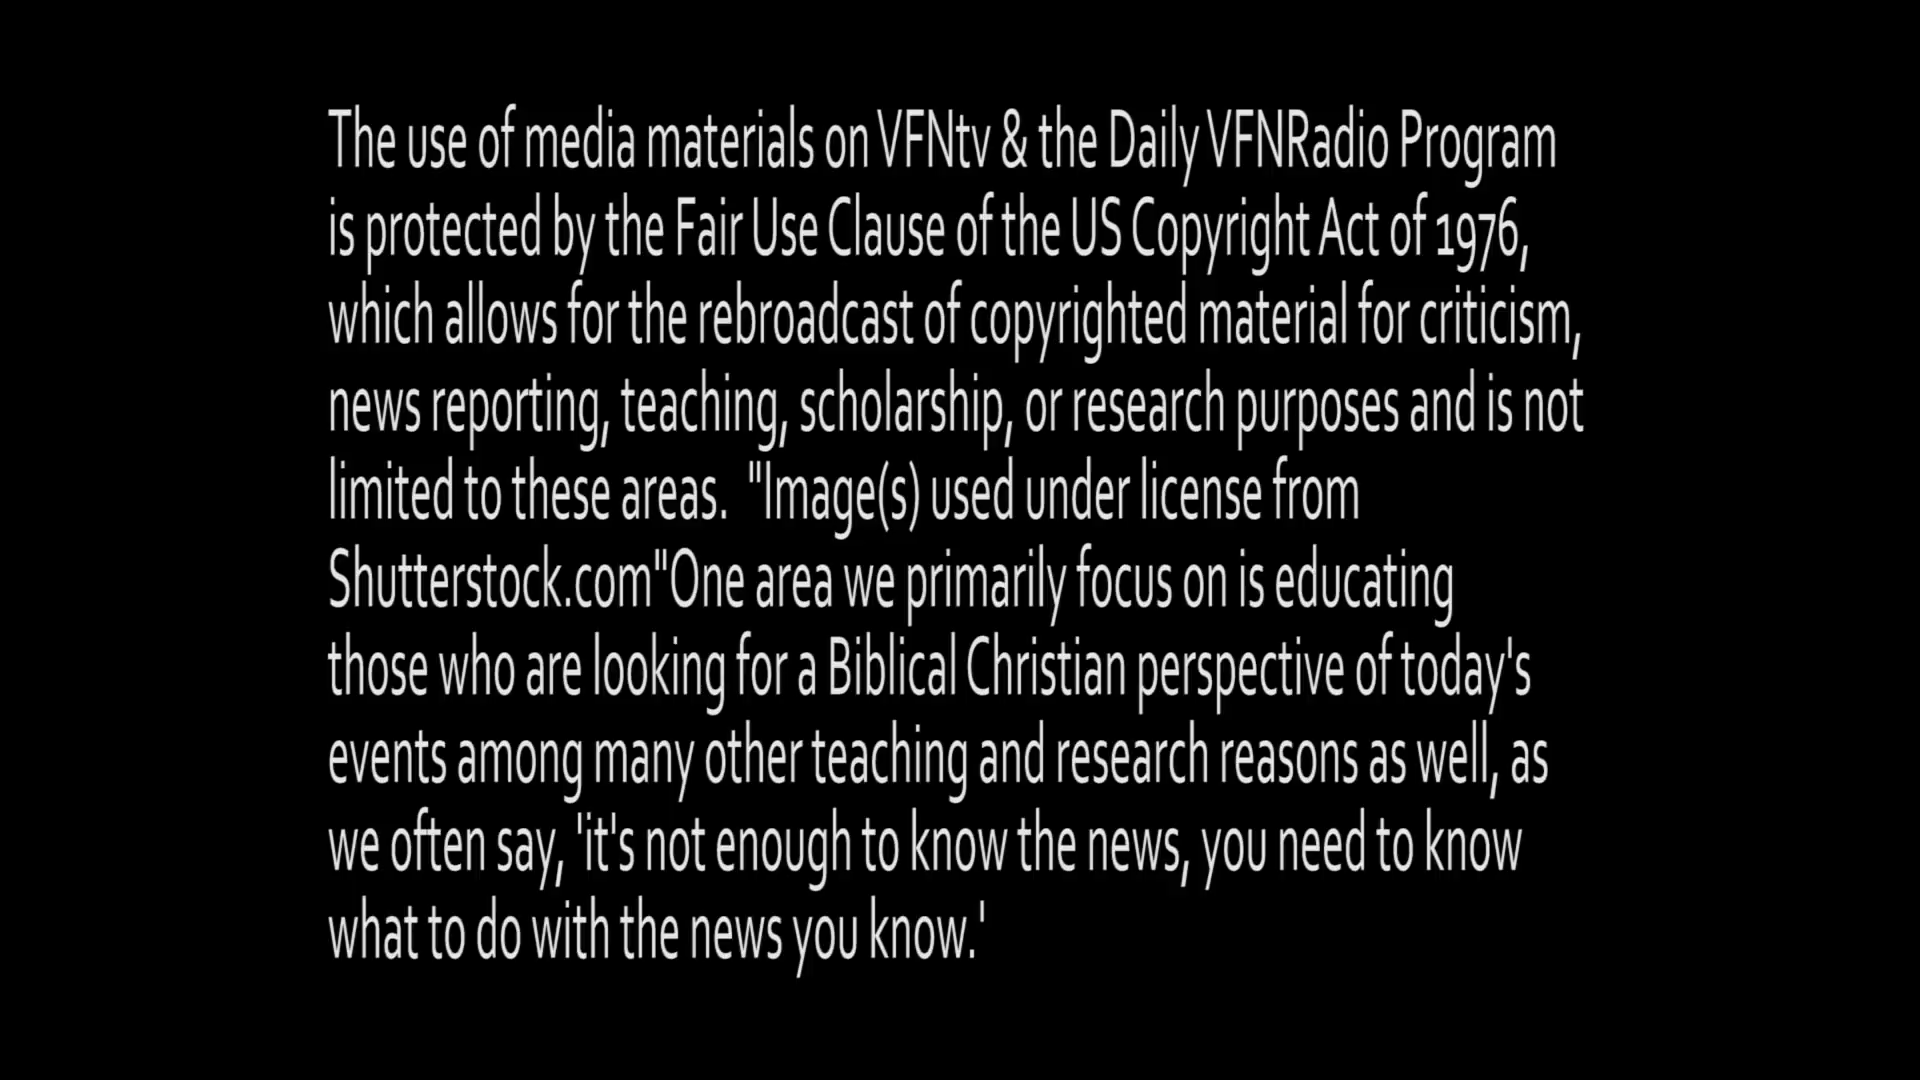 The use of media materials on VFNtv & the Daily VFNRadio Program
is protected by the Fair Use Clause of the US Copyright Act of 1976,
which allows for the rebroadcast of copyrighted material for criticism,
news reporting, teaching, scholarship, or research purposes and is not
limited to these areas.  "Image(s) used under license from
Shutterstock.com"One area we primarily focus on is educating
those who are looking for a Biblical Christian perspective of today's
events among many other teaching and research reasons as well, as
we often say, 'it's not enough to know the news, you need to know
what to do with the news you know.'